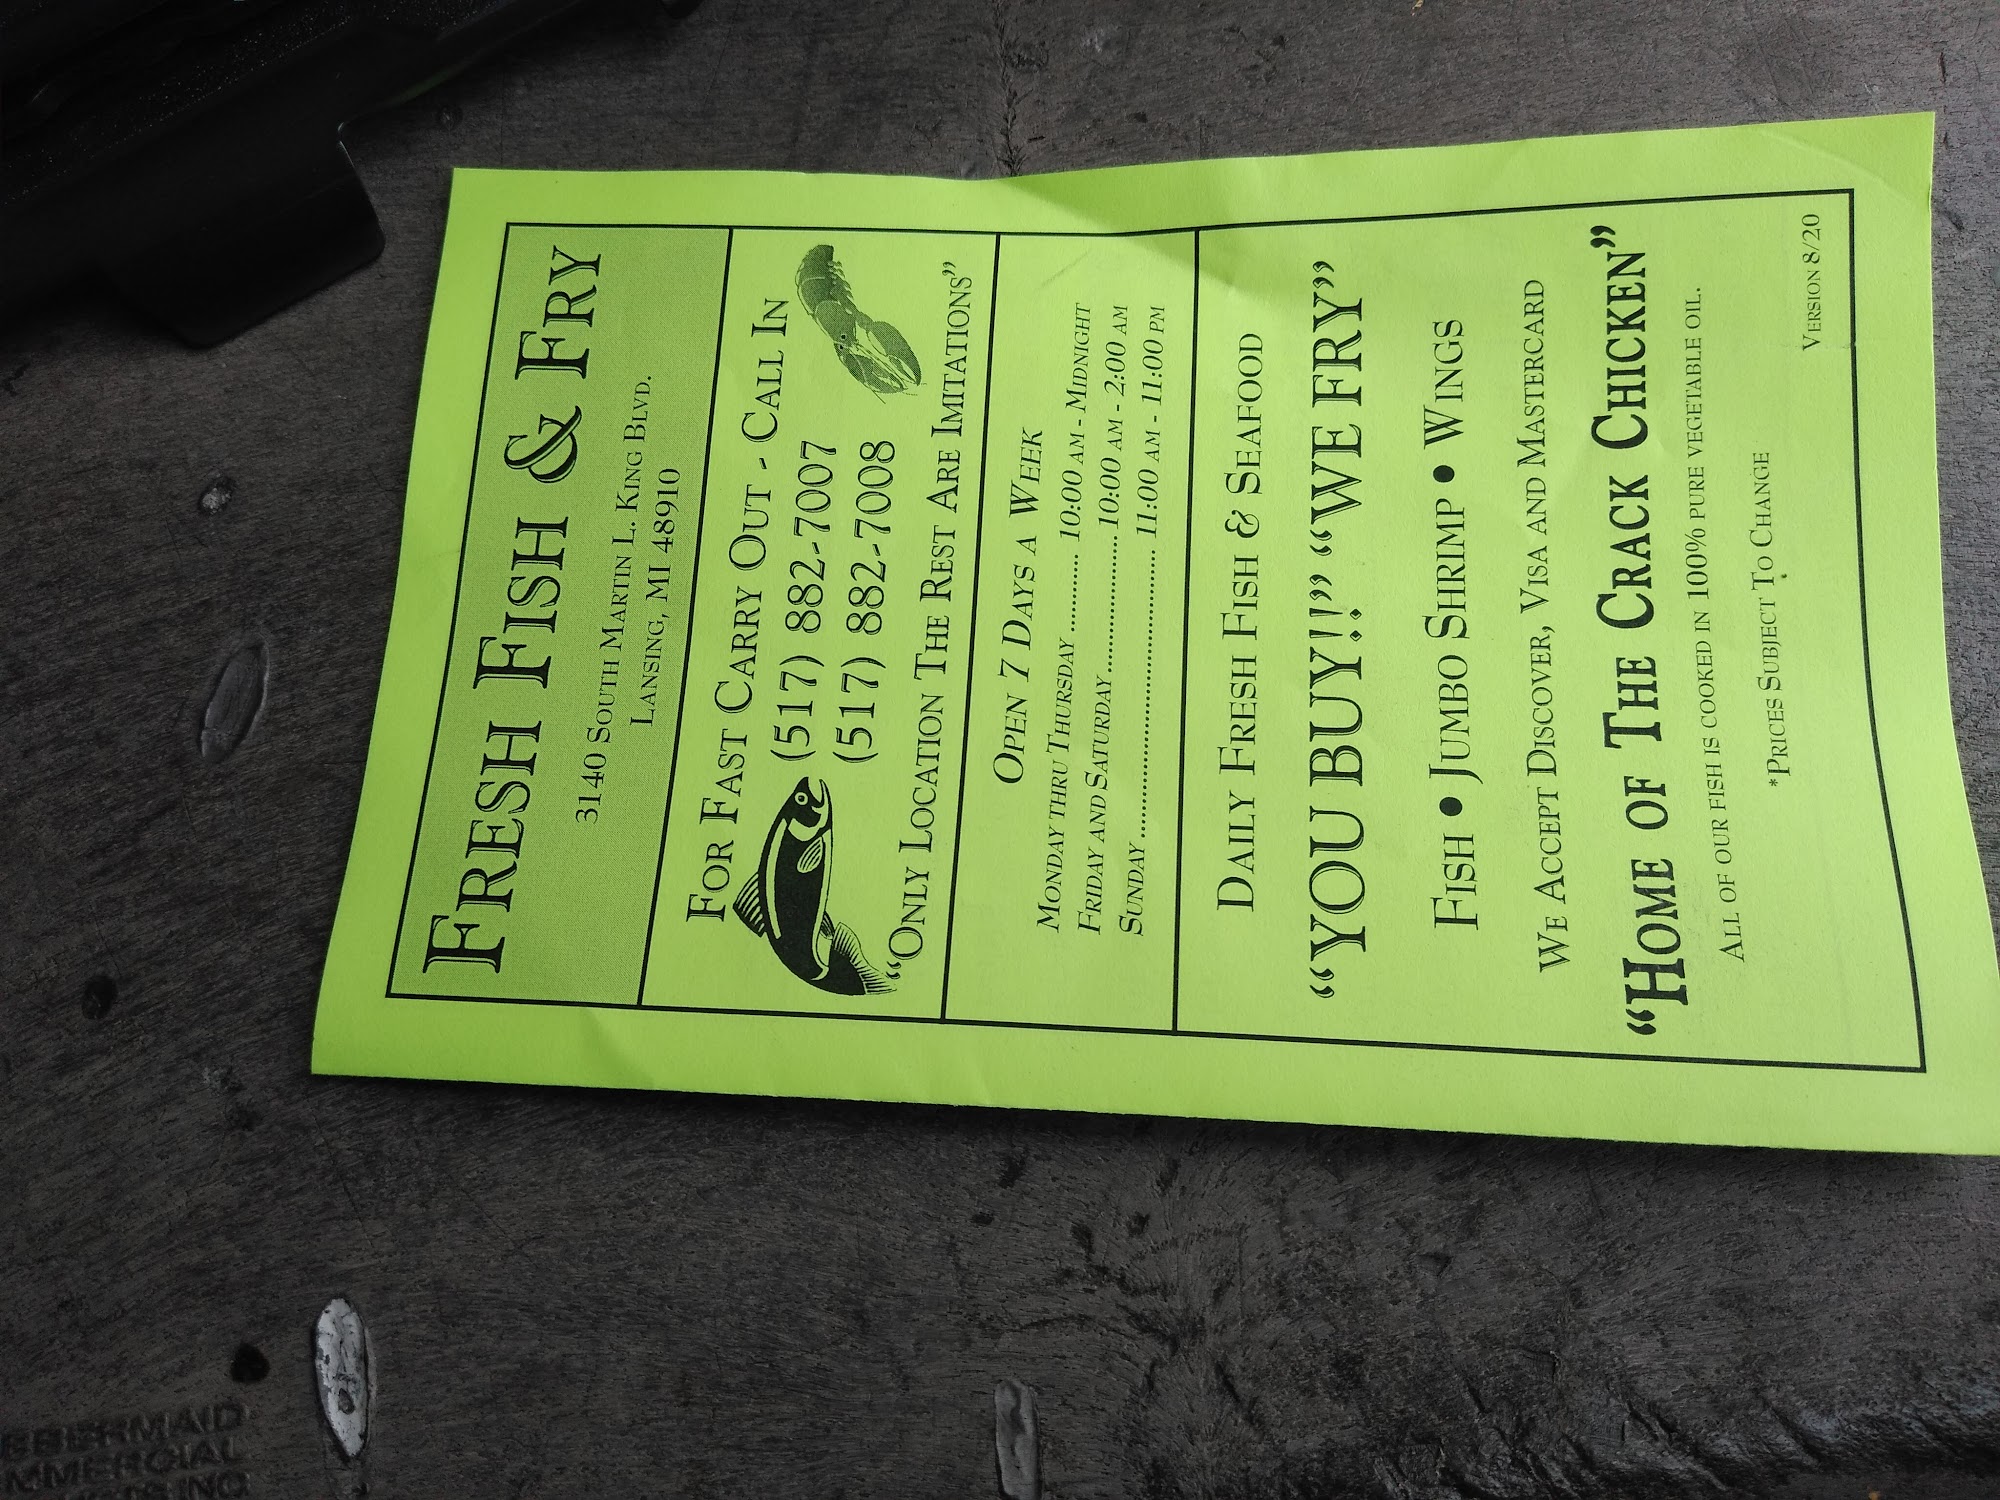 FRESH FISH & FRY
3140 SOUTH MARTIN L. KING BLVD.
LANSING, MI 48910
FOR FAST CARRY OUT - CALL IN
(517) 882-7007
(517) 882-7008
"ONLY LOCATION THE REST ARE IMITATIONS"
OPEN 7 DAYS A WEEK
MONDAY THRU THURSDAY .......... 10:00 AM - MIDNIGHT
FRIDAY AND SATURDAY .................... 10:00 AM - 2:00 AM
SUNDAY ........................................ 11:00 AM - 11:00 PM
DAILY FRESH FISH & SEAFOOD
"YOU BUY!!" "WE FRY"
FISH • JUMBO SHRIMP • WINGS
WE ACCEPT DISCOVER, VISA AND MASTERCARD
"HOME OF THE CRACK CHICKEN"
ALL OF OUR FISH IS COOKED IN 100% PURE VEGETABLE OIL.
*PRICES SUBJECT TO CHANGE
VERSION 8/20